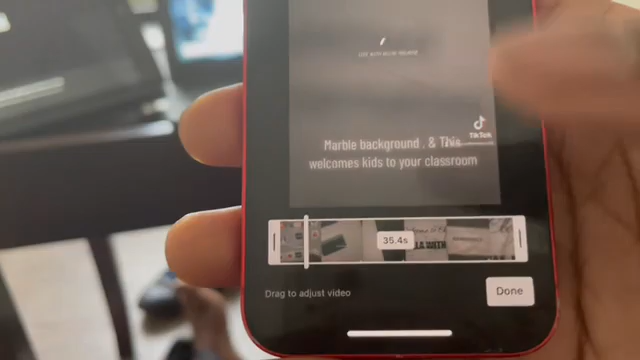 TikTok
Marble background , & This
welcomes kids to your classroom
35.4s
Drag to adjust video
Done